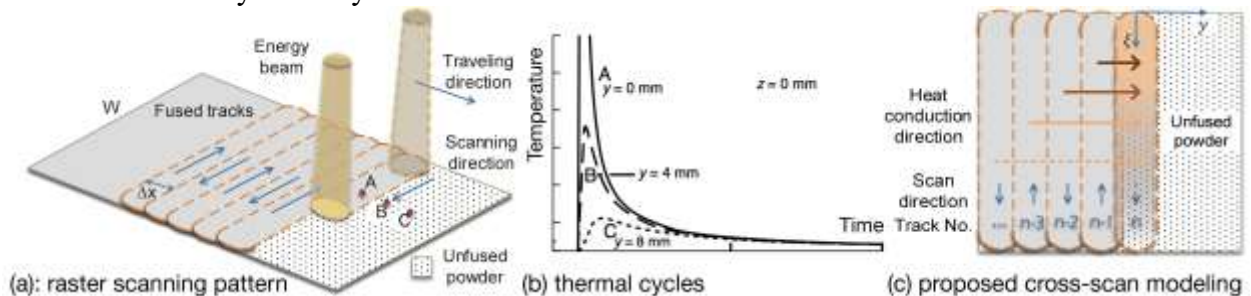 Energy
beam
Traveling
direction
W
Fused tracks
Scanning
direction
Δx
A
B
C
Unfused
powder
(a): raster scanning pattern
Temperature
A
y = 0 mm
z = 0 mm
B
y = 4 mm
C
y = 8 mm
Time
(b) thermal cycles
ξ
y
Heat
conduction
direction
Unfused
powder
Scan
direction
Track No.
... n-3 n-2 n-1 n
(c) proposed cross-scan modeling